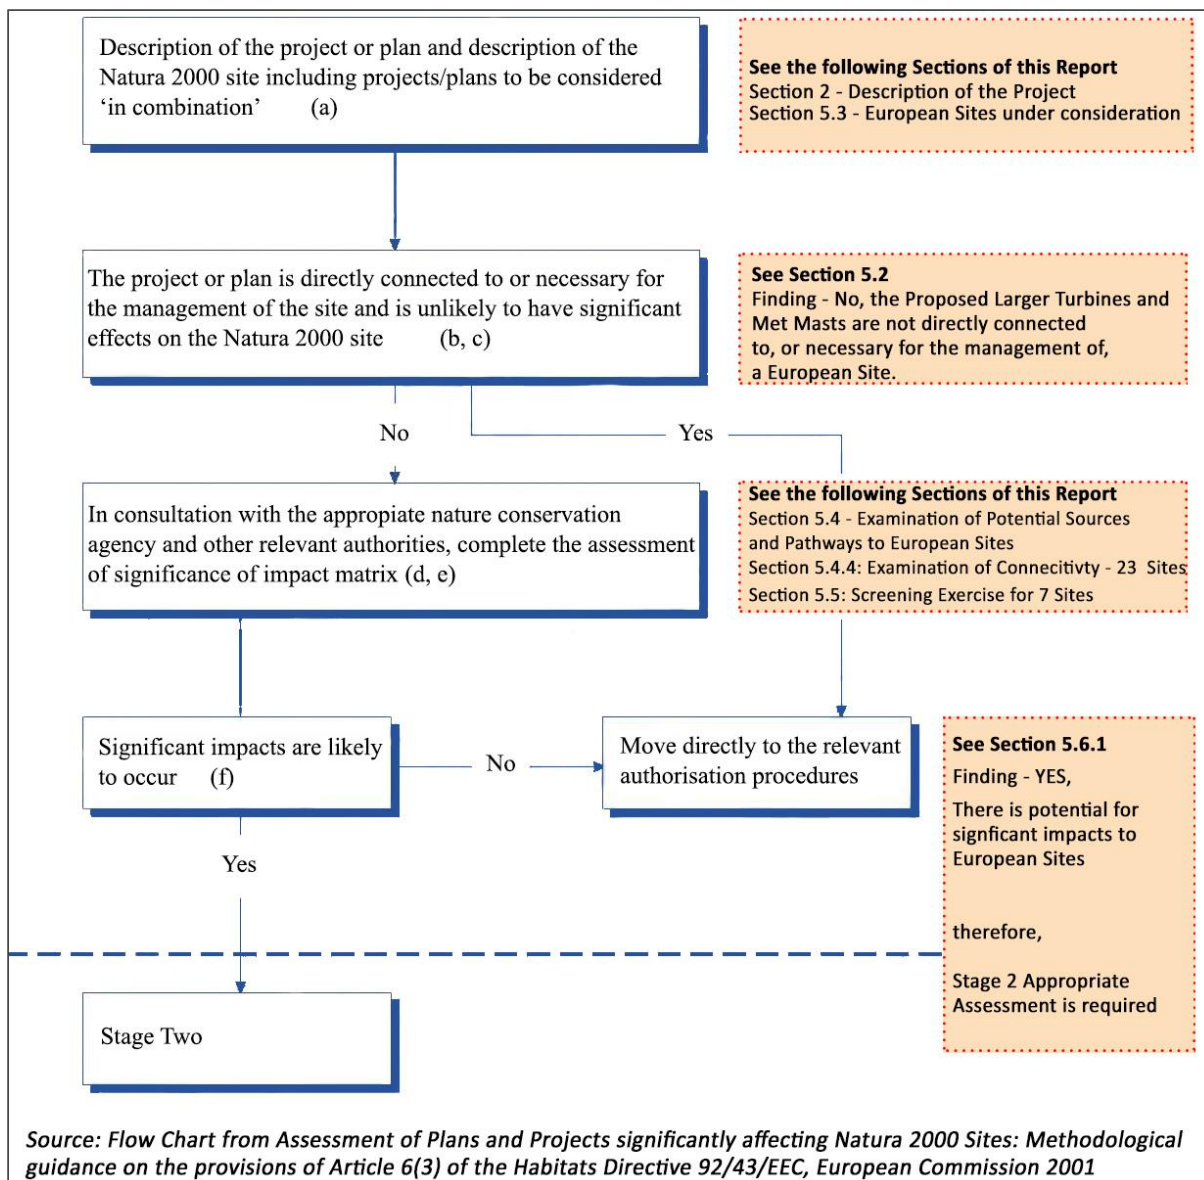 Description of the project or plan and description of the
Natura 2000 site including projects/plans to be considered
‘in combination’ (a)
See the following Sections of this Report
Section 2 - Description of the Project
Section 5.3 - European Sites under consideration
The project or plan is directly connected to or necessary for
the management of the site and is unlikely to have significant
effects on the Natura 2000 site (b, c)
See Section 5.2
Finding - No, the Proposed Larger Turbines and
Met Masts are not directly connected
to, or necessary for the management of,
a European Site.
No
Yes
In consultation with the appropiate nature conservation
agency and other relevant authorities, complete the assessment
of significance of impact matrix (d, e)
See the following Sections of this Report
Section 5.4 - Examination of Potential Sources
and Pathways to European Sites
Section 5.4.4: Examination of Connecitivty - 23 Sites
Section 5.5: Screening Exercise for 7 Sites
Significant impacts are likely
to occur (f)
No
Move directly to the relevant
authorisation procedures
See Section 5.6.1
Finding - YES,
There is potential for
signficant impacts to
European Sites
therefore,
Stage 2 Appropriate
Assessment is required
Yes
Stage Two
Source: Flow Chart from Assessment of Plans and Projects significantly affecting Natura 2000 Sites: Methodological
guidance on the provisions of Article 6(3) of the Habitats Directive 92/43/EEC, European Commission 2001